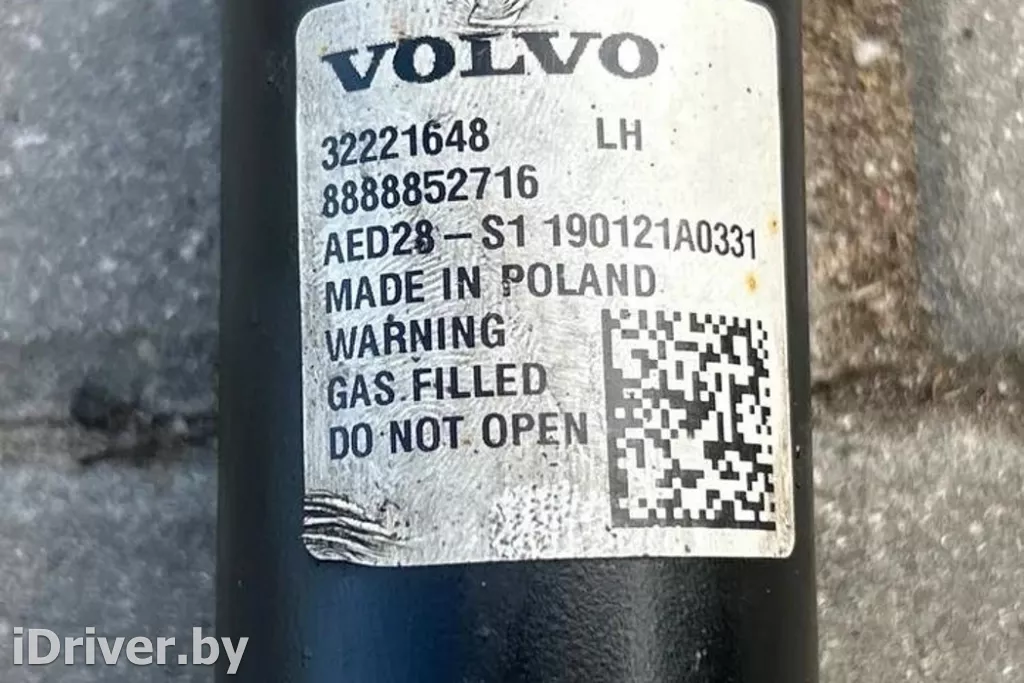 VOLVO
32221648 LH
8888852716
AED28-S1 190121A0331
MADE IN POLAND
WARNING
GAS FILLED
DO NOT OPEN
iDriver.by